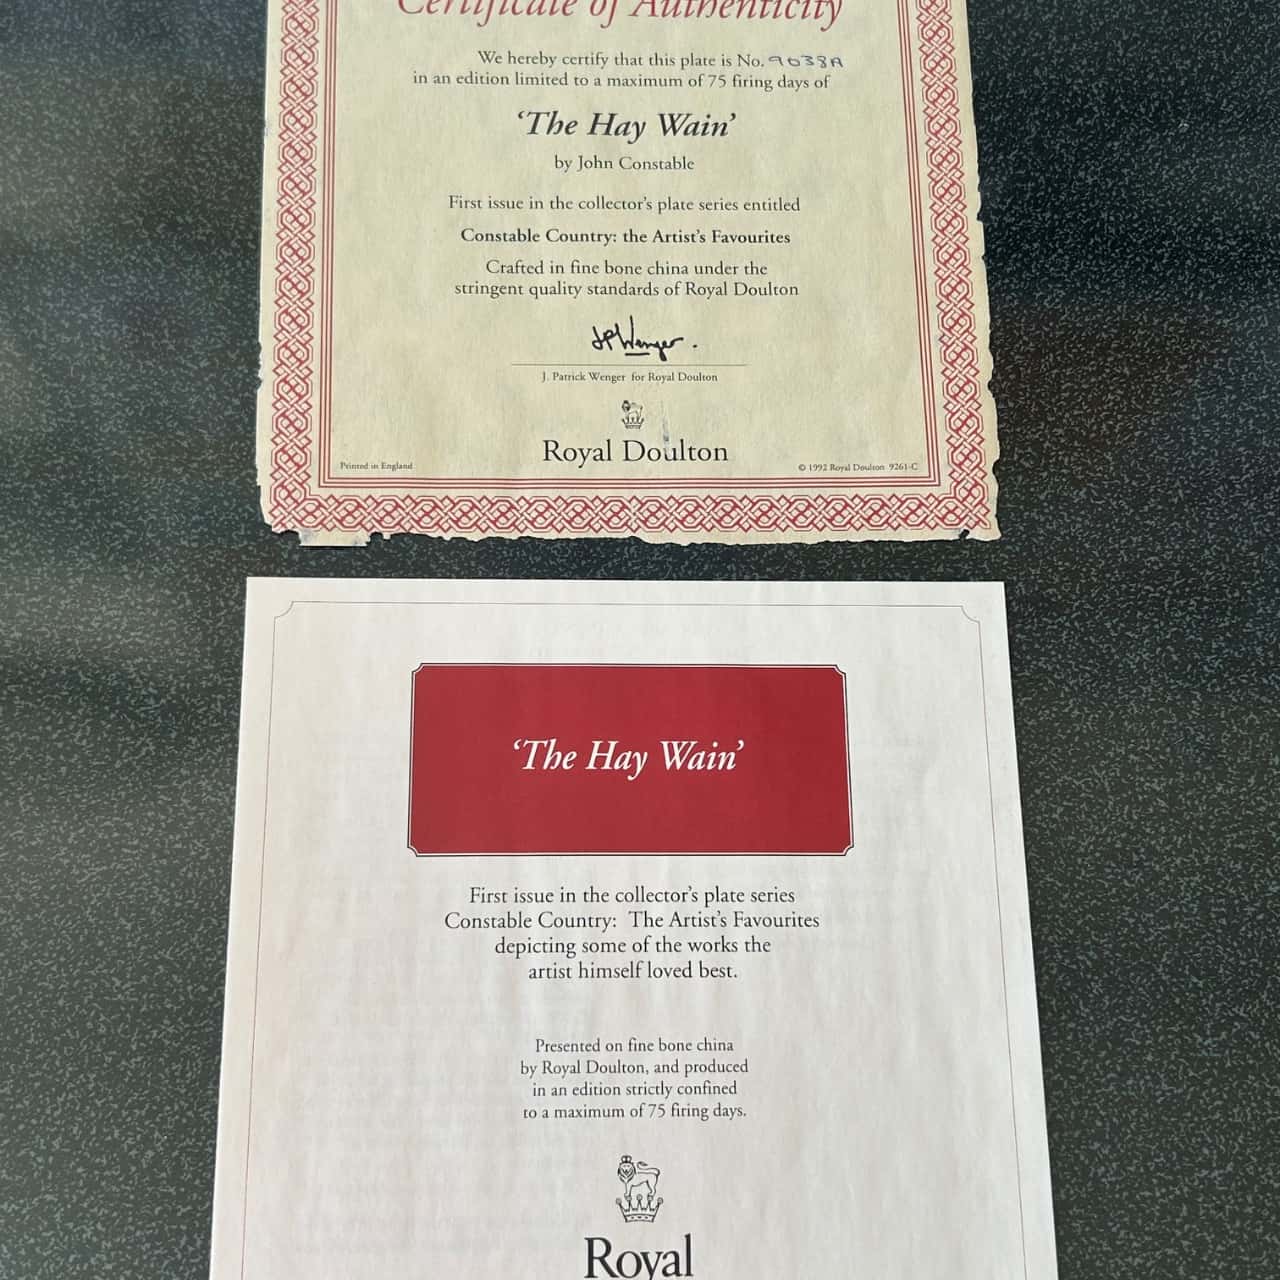 Certificate of Authenticity
We hereby certify that this plate is No. 9038A
in an edition limited to a maximum of 75 firing days of
‘The Hay Wain’
by John Constable
First issue in the collector’s plate series entitled
Constable Country: the Artist’s Favourites
Crafted in fine bone china under the
stringent quality standards of Royal Doulton
JPWenger.
J. Patrick Wenger for Royal Doulton
Royal Doulton
Printed in England
© 1992 Royal Doulton 9261-C
‘The Hay Wain’
First issue in the collector’s plate series
Constable Country: The Artist’s Favourites
depicting some of the works the
artist himself loved best.
Presented on fine bone china
by Royal Doulton, and produced
in an edition strictly confined
to a maximum of 75 firing days.
Royal